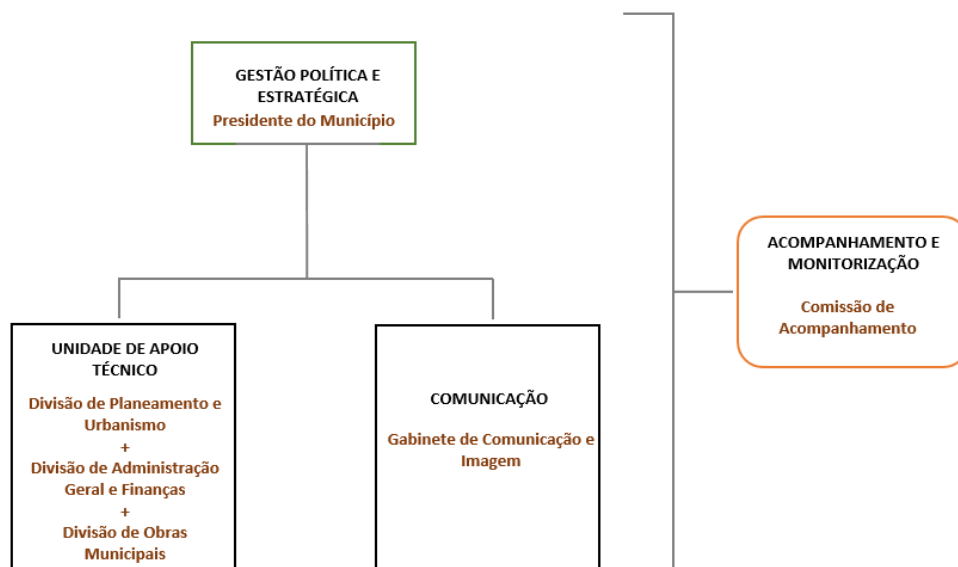 GESTÃO POLÍTICA E
ESTRATÉGICA
Presidente do Município
ACOMPANHAMENTO E
MONITORIZAÇÃO
Comissão de
Acompanhamento
UNIDADE DE APOIO
TÉCNICO
Divisão de Planeamento e
Urbanismo
+
Divisão de Administração
Geral e Finanças
+
Divisão de Obras
Municipais
COMUNICAÇÃO
Gabinete de Comunicação e
Imagem